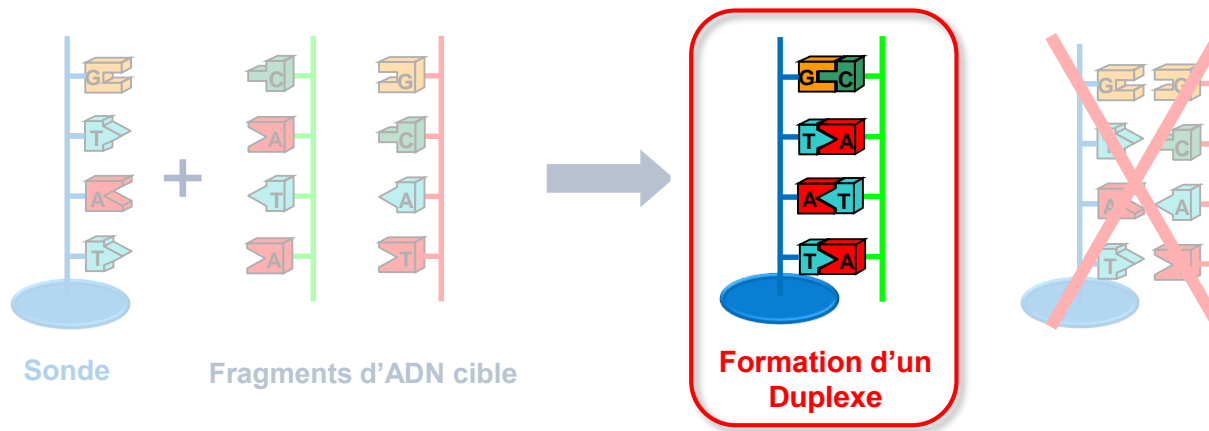 G C G G C G G
T A C T A C
+
A T A A T A A
T A T T A T
Sonde
Fragments d'ADN cible
Formation d'un
Duplexe